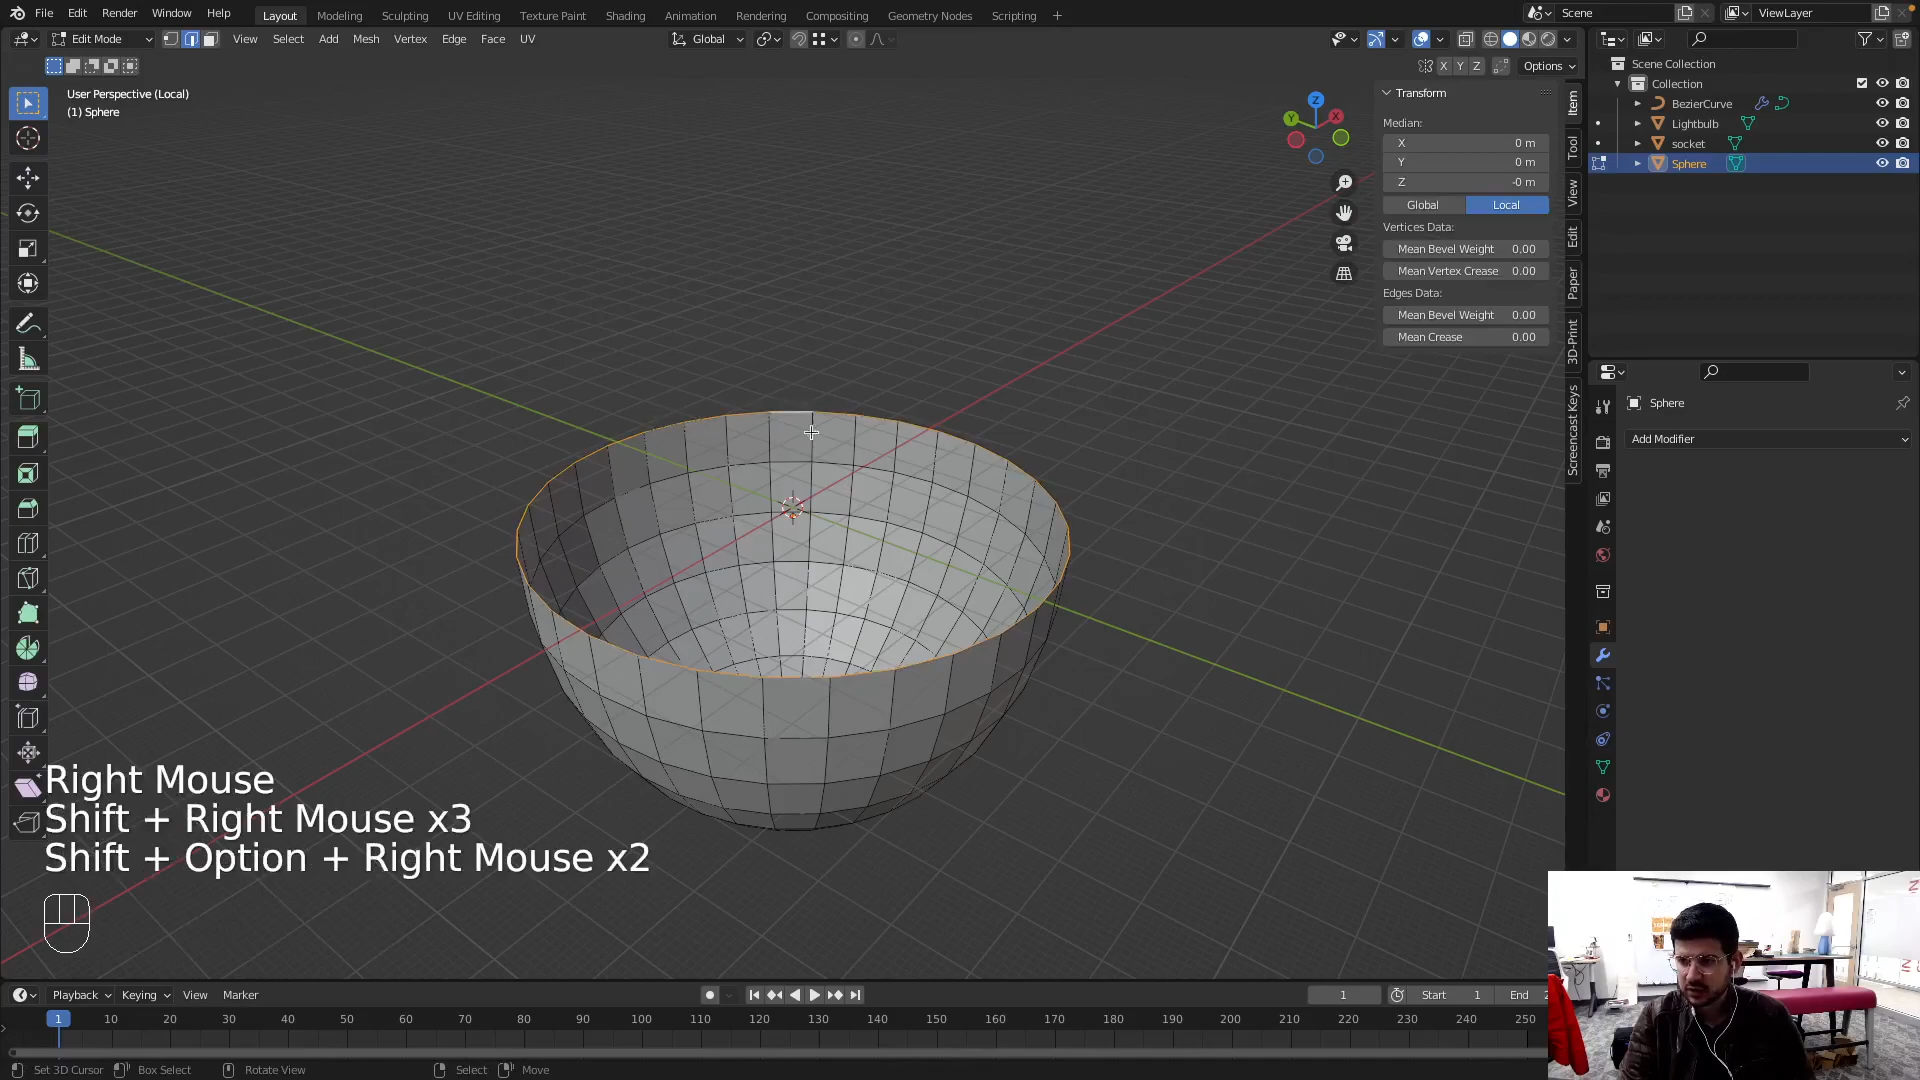 File Edit Render Window Help Layout Modeling Sculpting UV Editing Texture Paint Shading Animation Rendering Compositing Geometry Nodes Scripting + Scene ViewLayer
Edit Mode View Select Add Mesh Vertex Edge Face UV Global
X Y Z Options
User Perspective (Local)
(1) Sphere
Z
Y
X
Transform
Median:
X 0 m
Y 0 m
Z -0 m
Global Local
Vertices Data:
Mean Bevel Weight 0.00
Mean Vertex Crease 0.00
Edges Data:
Mean Bevel Weight 0.00
Mean Crease 0.00
Item
Tool
View
Edit
Paper
3D-Print
Screencast Keys
Scene Collection
Collection
BezierCurve
Lightbulb
socket
Sphere
Sphere
Add Modifier
Right Mouse
Shift + Right Mouse x3
Shift + Option + Right Mouse x2
Playback Keying View Marker 1 Start 1 End 2
1 10 20 30 40 50 60 70 80 90 100 110 120 130 140 150 160 170 180 190 200 210 220 230 240 250
Set 3D Cursor Box Select Rotate View Select Move